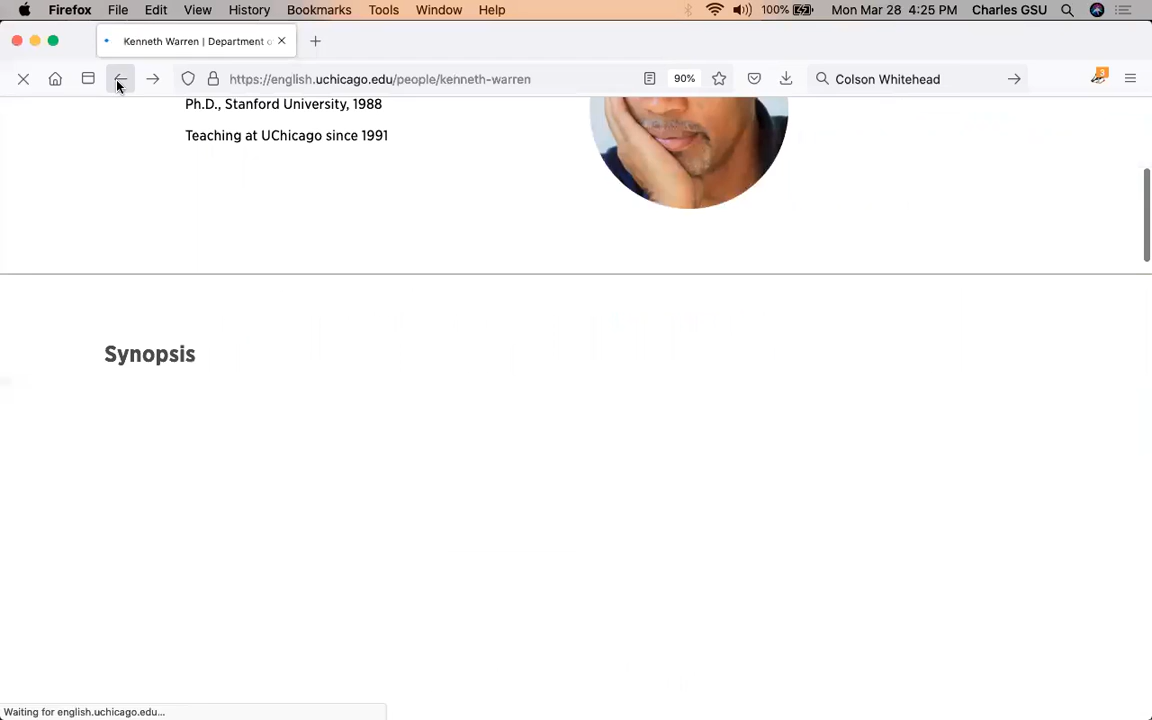 Firefox File Edit View History Bookmarks Tools Window Help 100% Mon Mar 28 4:25 PM Charles GSU
Kenneth Warren | Department o
https://english.uchicago.edu/people/kenneth-warren 90% Colson Whitehead 3
Ph.D., Stanford University, 1988
Teaching at UChicago since 1991
Synopsis
Waiting for english.uchicago.edu...